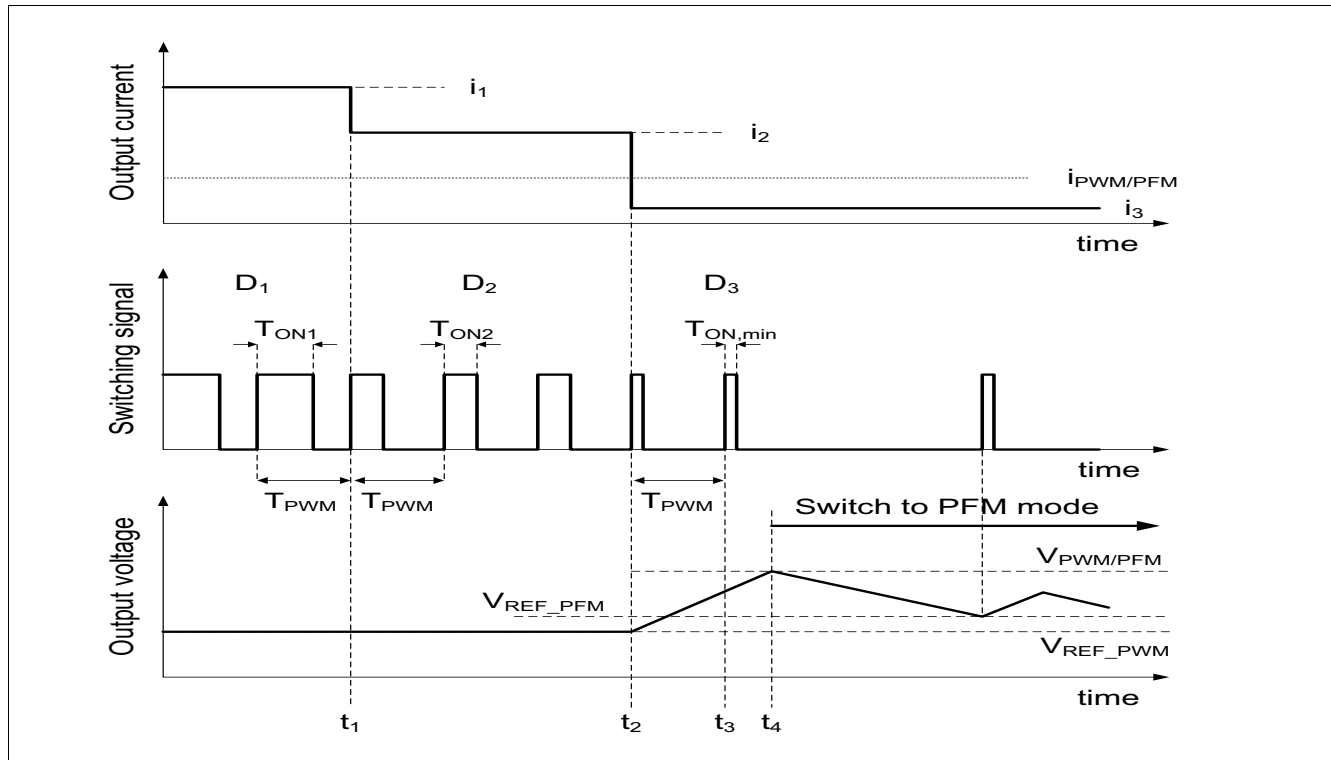 Output current
i1
i2
iPWM/PFM
i3
time
Switching signal
D1 D2 D3
TON1 TON2 TON,min
time
TPWM TPWM TPWM
Output voltage
Switch to PFM mode
VPWM/PFM
VREF_PFM
VREF_PWM
time
t1 t2 t3 t4